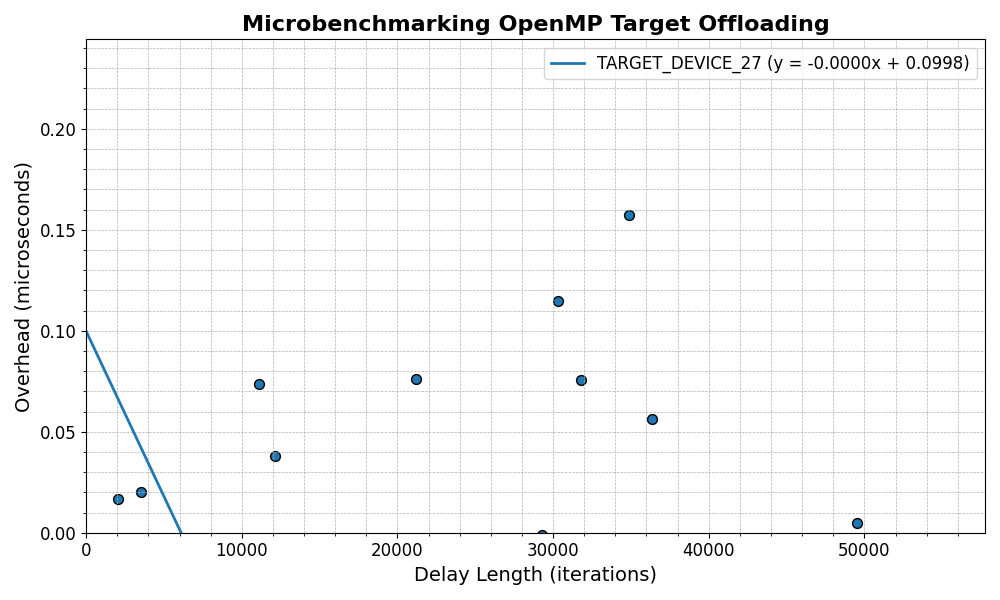 Microbenchmarking OpenMP Target Offloading
TARGET_DEVICE_27 (y = -0.0000x + 0.0998)
Overhead (microseconds)
0.20
0.15
0.10
0.05
0.00
0
10000
20000
30000
40000
50000
Delay Length (iterations)